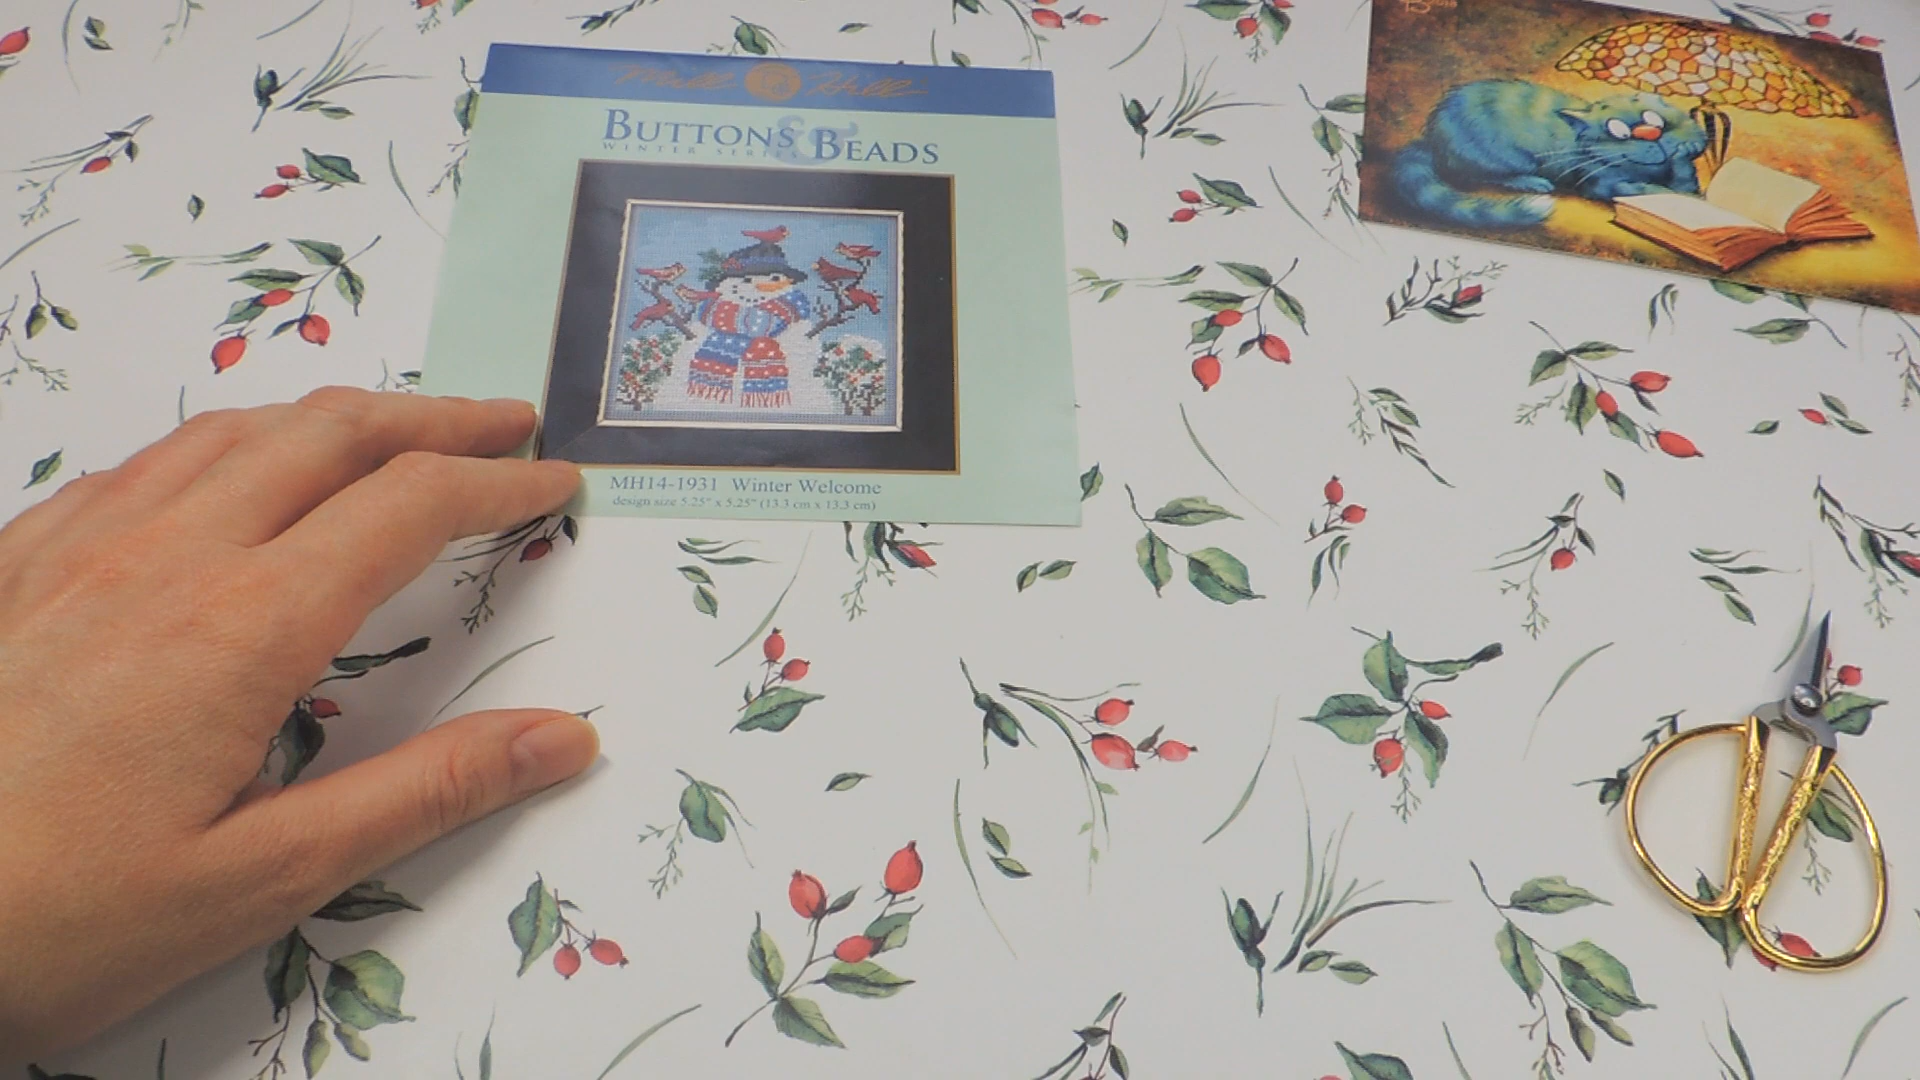 Mill Hill
BUTTONS & BEADS
WINTER SERIES
MH14-1931 Winter Welcome
design size 5.25" x 5.25" (13.3 cm x 13.3 cm)